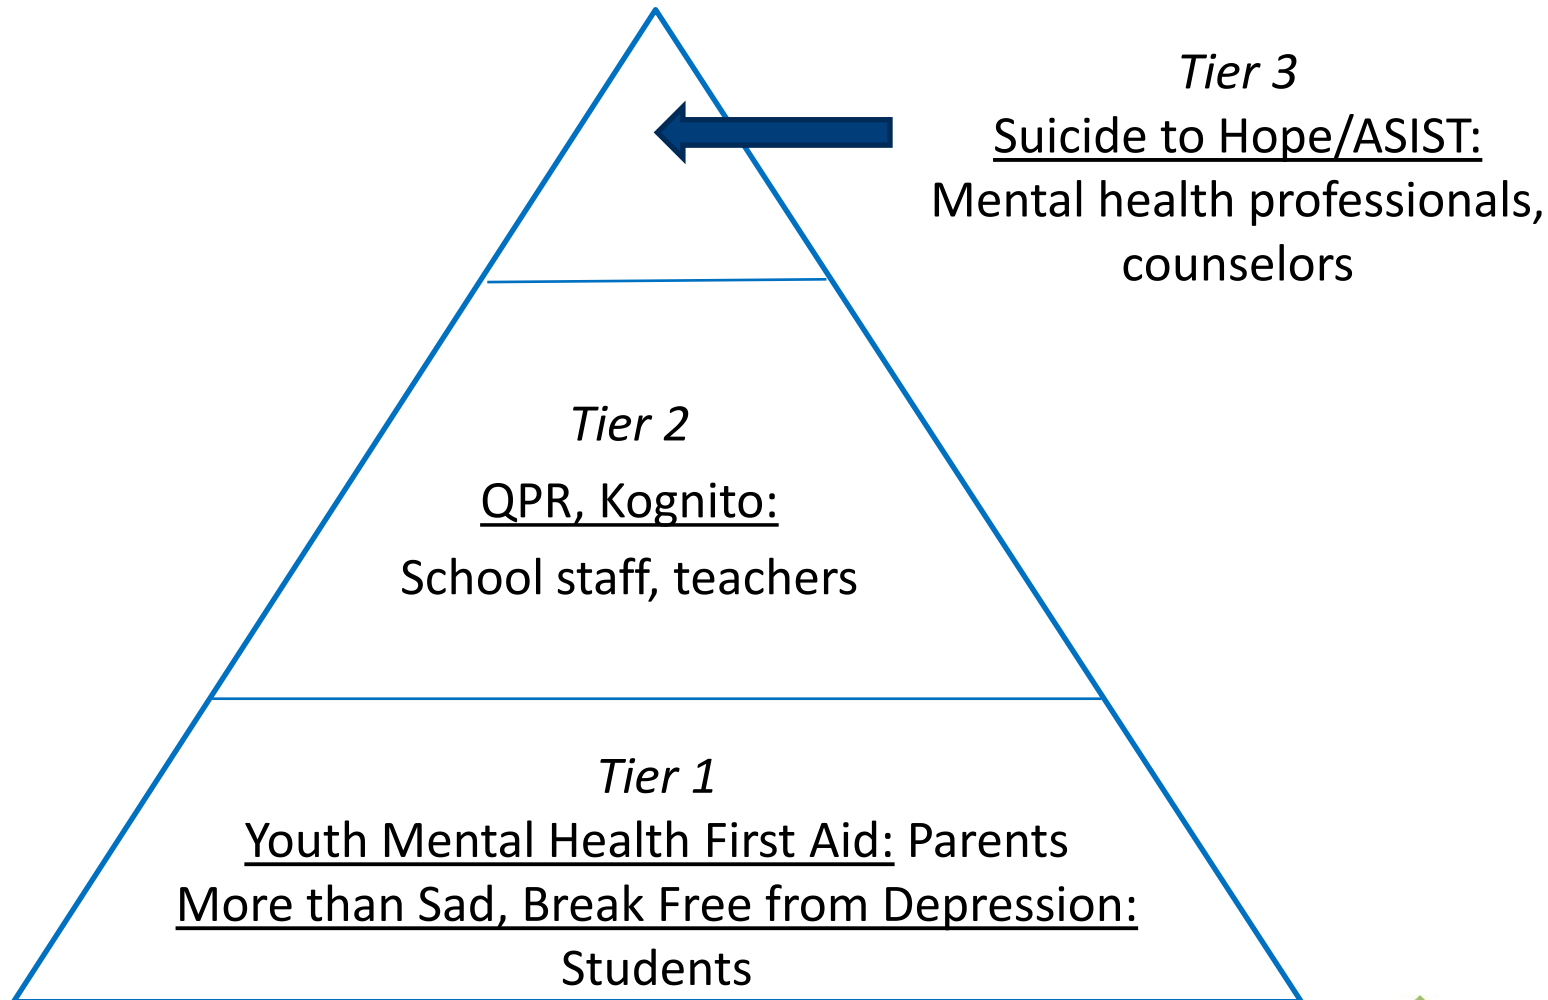 Tier 3
Suicide to Hope/ASIST:
Mental health professionals,
counselors
Tier 2
QPR, Kognito:
School staff, teachers
Tier 1
Youth Mental Health First Aid: Parents
More than Sad, Break Free from Depression:
Students